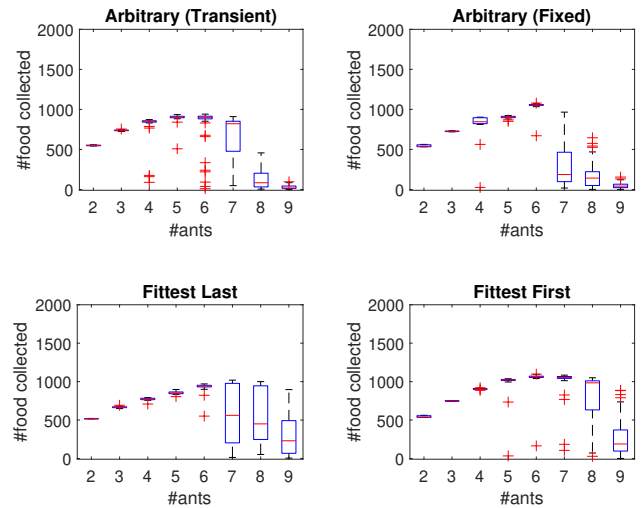 Arbitrary (Transient)
2000
1500
1000
500
0
#food collected
2 3 4 5 6 7 8 9
#ants
Arbitrary (Fixed)
2000
1500
1000
500
0
#food collected
2 3 4 5 6 7 8 9
#ants
Fittest Last
2000
1500
1000
500
0
#food collected
2 3 4 5 6 7 8 9
#ants
Fittest First
2000
1500
1000
500
0
#food collected
2 3 4 5 6 7 8 9
#ants